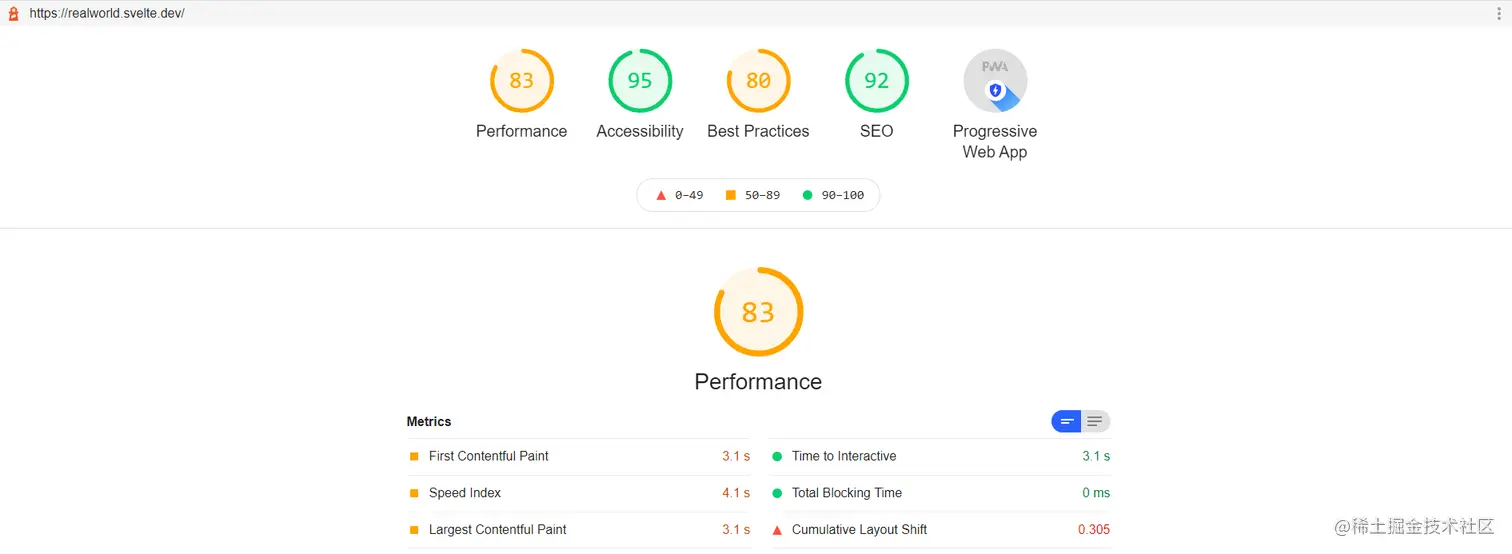 https://realworld.svelte.dev/
83 95 80 92 PWA
Performance Accessibility Best Practices SEO Progressive
Web App
0–49 50–89 90–100
83
Performance
Metrics
First Contentful Paint 3.1 s Time to Interactive 3.1 s
Speed Index 4.1 s Total Blocking Time 0 ms
Largest Contentful Paint 3.1 s Cumulative Layout Shift 0.305
@稀土掘金技术社区